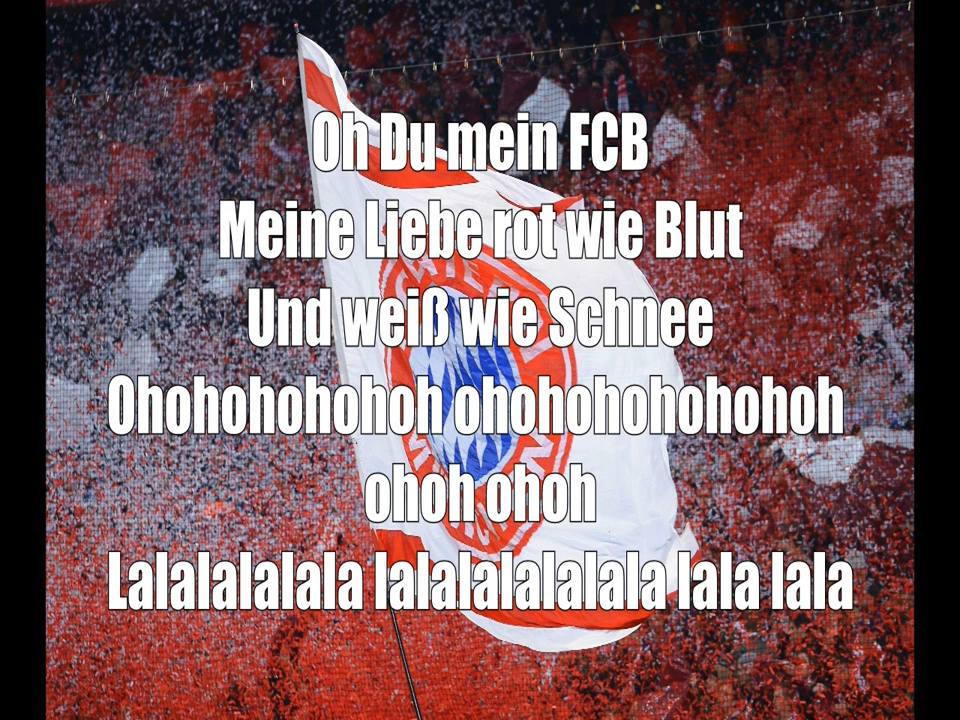 Oh Du mein FCB
Meine Liebe rot wie Blut
Und weiß wie Schnee
Ohohohohohoh ohohohohohohoh
ohoh ohoh
Lalalalalala lalalalalalala lala lala